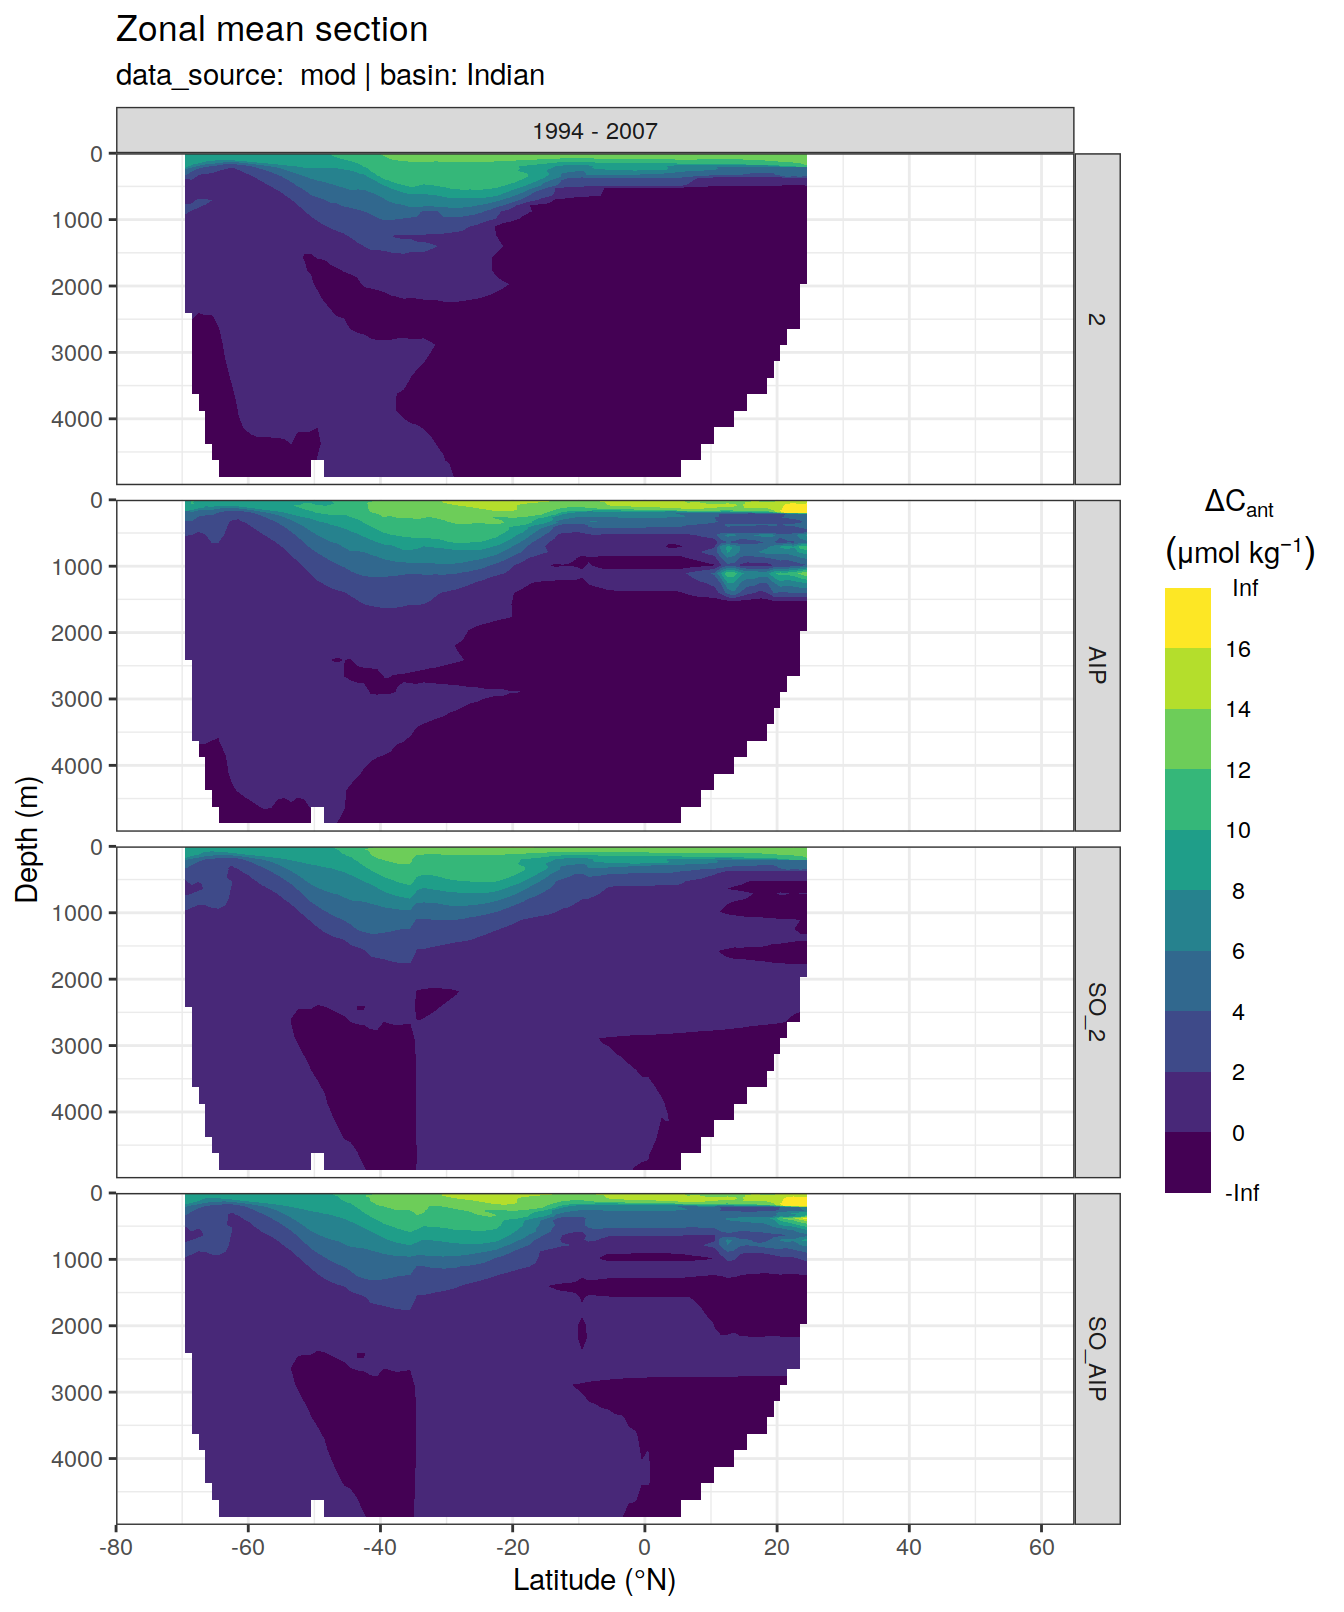 Zonal mean section
data_source:  mod | basin: Indian
1994 - 2007
0
1000
2000
3000
4000
2
0
1000
2000
3000
4000
AIP
0
1000
2000
3000
4000
SO_2
0
1000
2000
3000
4000
SO_AIP
-80 -60 -40 -20 0 20 40 60
Latitude (°N)
Depth (m)
ΔCant
(μmol kg⁻¹)
Inf
16
14
12
10
8
6
4
2
0
-Inf